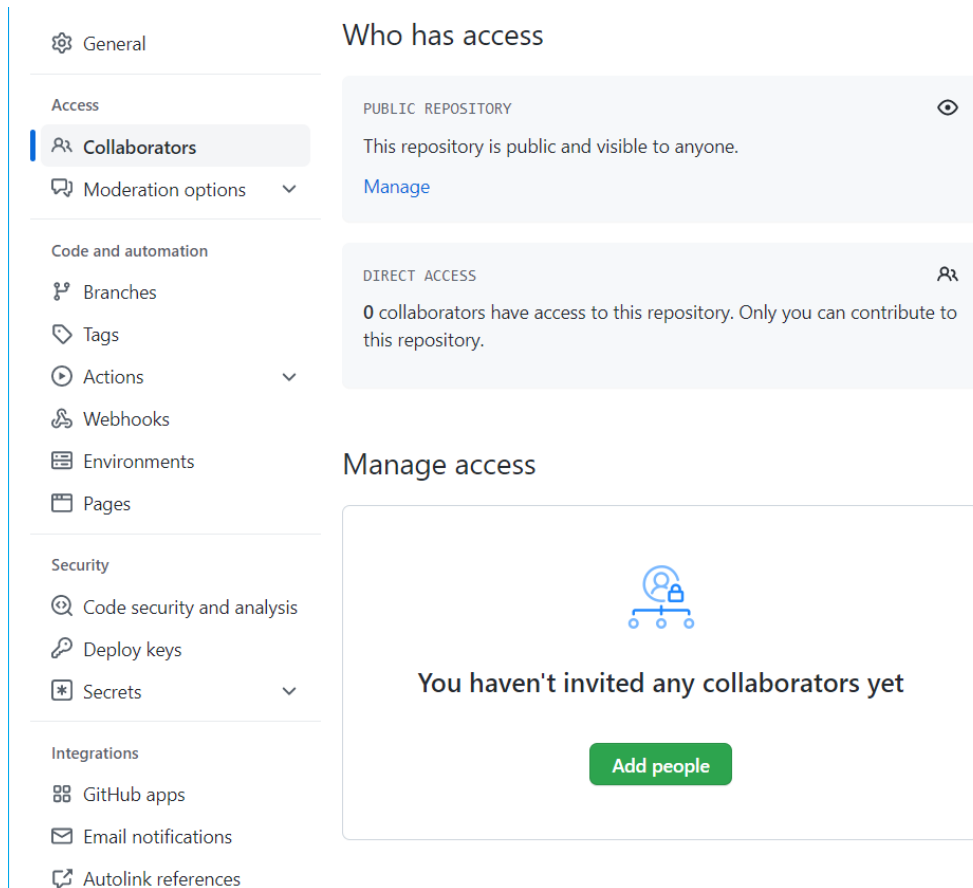 General
Access
Collaborators
Moderation options
Code and automation
Branches
Tags
Actions
Webhooks
Environments
Pages
Security
Code security and analysis
Deploy keys
Secrets
Integrations
GitHub apps
Email notifications
Autolink references
Who has access
PUBLIC REPOSITORY
This repository is public and visible to anyone.
Manage
DIRECT ACCESS
0 collaborators have access to this repository. Only you can contribute to
this repository.
Manage access
You haven't invited any collaborators yet
Add people